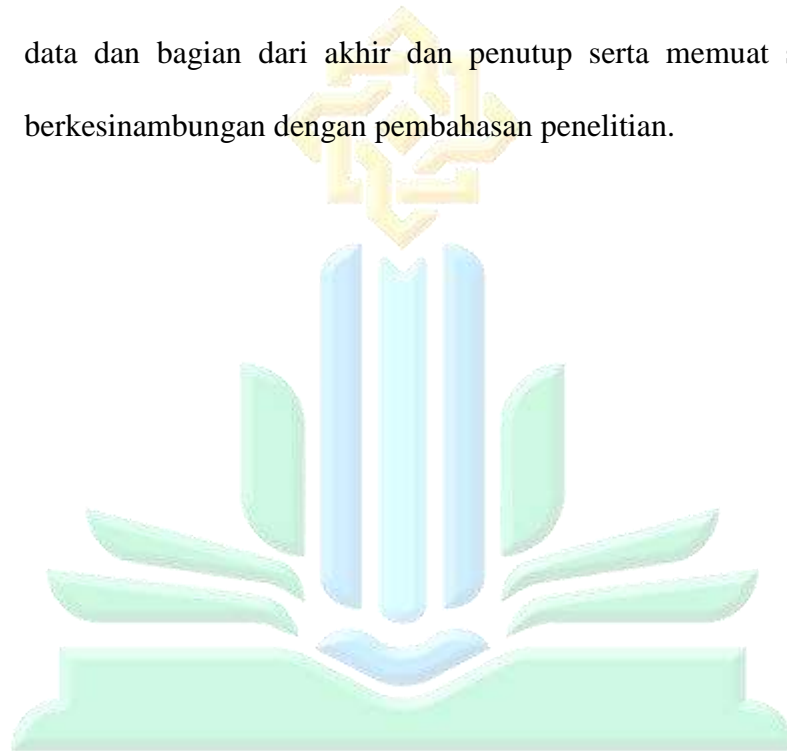 data dan bagian dari akhir dan penutup serta memuat
berkesinambungan dengan pembahasan penelitian.